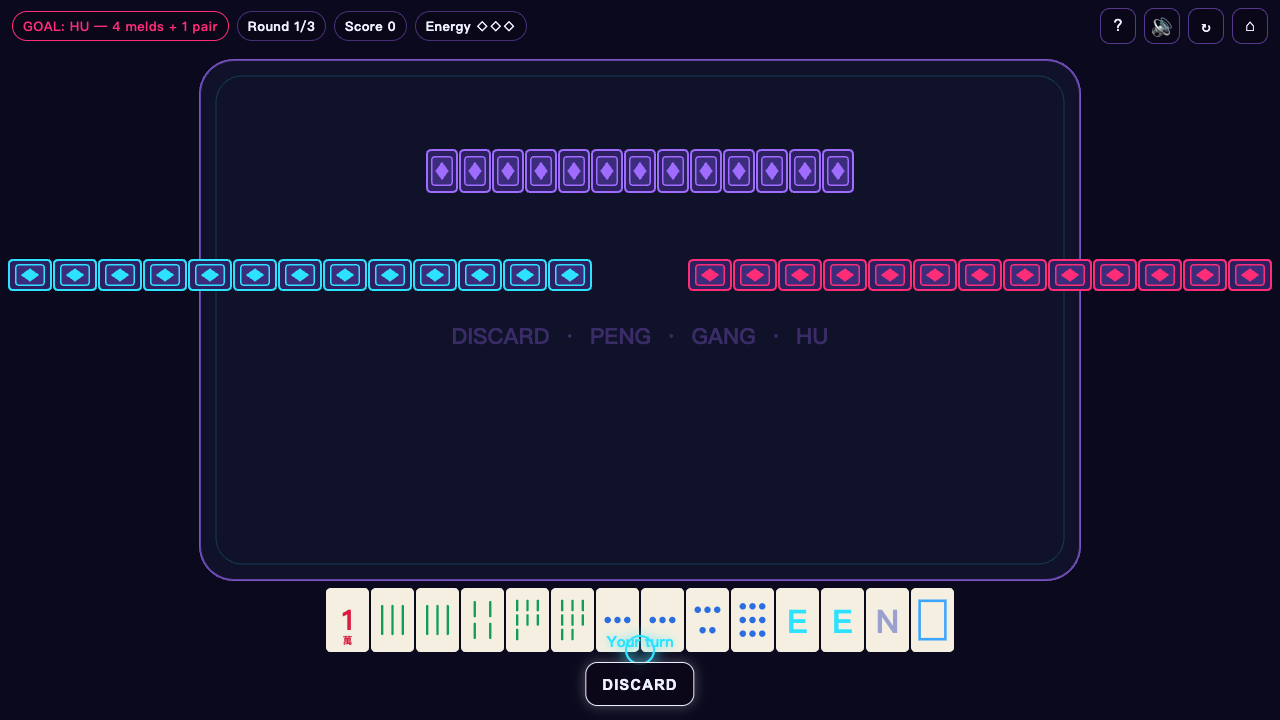 GOAL: HU — 4 melds + 1 pair
Round 1/3
Score 0
Energy ◇◇◇
?
DISCARD · PENG · GANG · HU
1
萬
E E N
Your turn
DISCARD